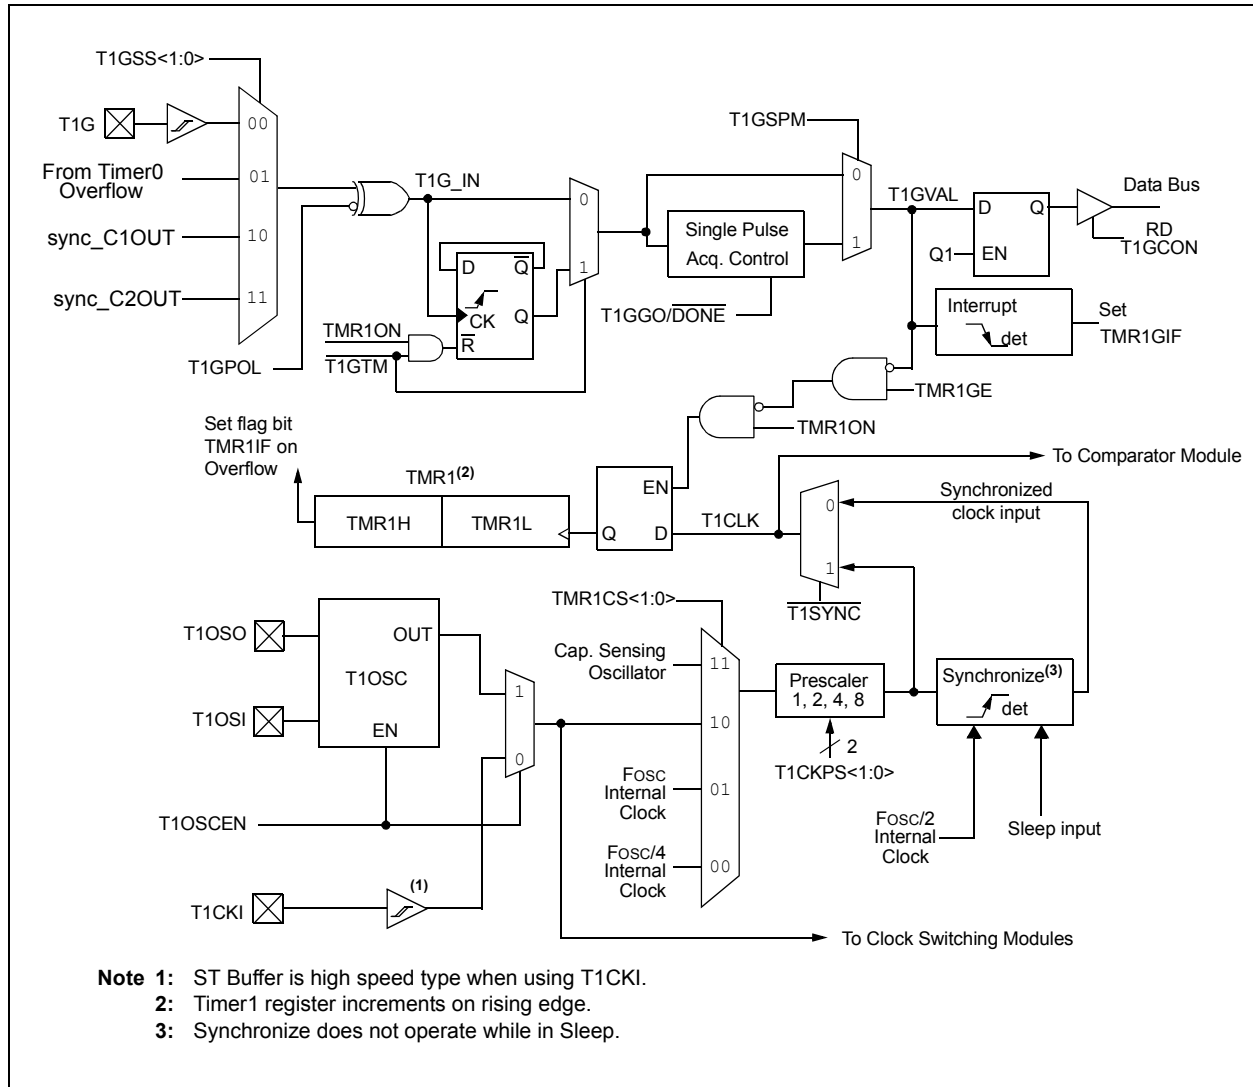 T1GSS<1:0>
T1G
00
From Timer0
Overflow
01
sync_C1OUT
10
sync_C2OUT
11
T1GPOL
T1G_IN
0
1
D
Q̅
CK
Q
R̅
TMR1ON
T1GTM
T1GSPM
Single Pulse
Acq. Control
T1GGO/D̅O̅N̅E̅
0
1
T1GVAL
D
Q
Q1
EN
Data Bus
RD
T1GCON
Interrupt
det
Set
TMR1GIF
TMR1GE
TMR1ON
Set flag bit
TMR1IF on
Overflow
TMR1(2)
TMR1H
TMR1L
EN
Q
D
T1CLK
To Comparator Module
0
1
Synchronized
clock input
T̅1̅S̅Y̅N̅C̅
T1OSO
T1OSI
OUT
T1OSC
EN
T1OSCEN
T1CKI
(1)
1
0
TMR1CS<1:0>
Cap. Sensing
Oscillator
11
10
FOSC
Internal
Clock
01
FOSC/4
Internal
Clock
00
Prescaler
1, 2, 4, 8
2
T1CKPS<1:0>
Synchronize(3)
det
FOSC/2
Internal
Clock
Sleep input
To Clock Switching Modules
Note 1: ST Buffer is high speed type when using T1CKI.
2: Timer1 register increments on rising edge.
3: Synchronize does not operate while in Sleep.